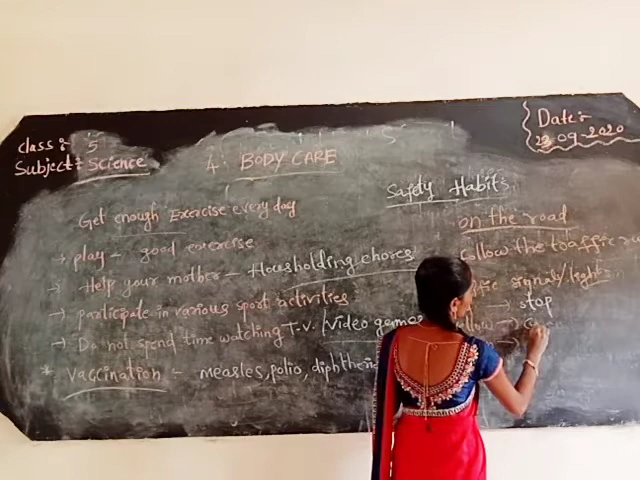 class: 5
Subject: Science
Date:-
29-09-2020
4. BODY CARE
Get enough Exercise every day
→ play - good exercise
→ Help your mother - Housholding chores
→ participate in various sport activities
→ Do not spend time watching T.V. / Video games
* Vaccination - measles, polio,
Safety Habits
on the road
follow the traffic
signals/lights
→ stop